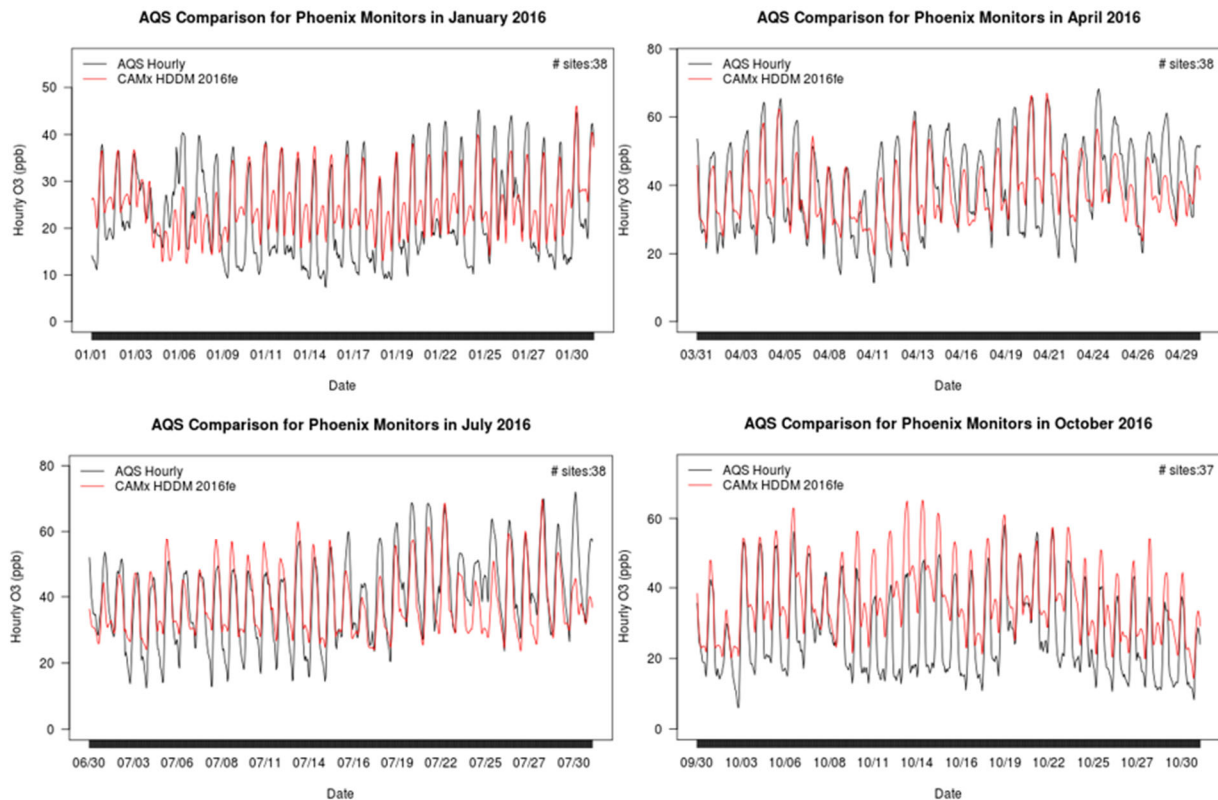 AQS Comparison for Phoenix Monitors in January 2016
AQS Hourly
CAMx HDDM 2016fe
# sites:38
Hourly O3 (ppb)
50
40
30
20
10
0
01/01 01/03 01/06 01/09 01/11 01/14 01/17 01/19 01/22 01/25 01/27 01/30
Date
AQS Comparison for Phoenix Monitors in April 2016
AQS Hourly
CAMx HDDM 2016fe
# sites:38
Hourly O3 (ppb)
80
60
40
20
0
03/31 04/03 04/05 04/08 04/11 04/13 04/16 04/19 04/21 04/24 04/26 04/29
Date
AQS Comparison for Phoenix Monitors in July 2016
AQS Hourly
CAMx HDDM 2016fe
# sites:38
Hourly O3 (ppb)
80
60
40
20
0
06/30 07/03 07/06 07/08 07/11 07/14 07/16 07/19 07/22 07/24 07/27 07/30
Date
AQS Comparison for Phoenix Monitors in October 2016
AQS Hourly
CAMx HDDM 2016fe
# sites:37
Hourly O3 (ppb)
60
40
20
0
09/30 10/03 10/06 10/08 10/11 10/14 10/17 10/19 10/22 10/25 10/27 10/30
Date